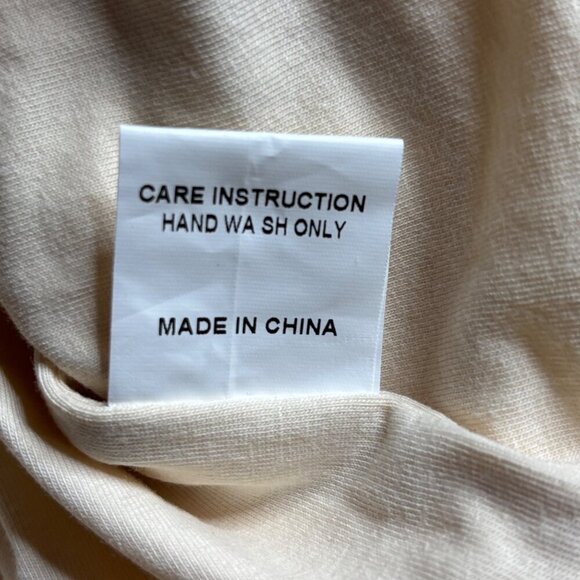 CARE INSTRUCTION
HAND WA SH ONLY
MADE IN CHINA